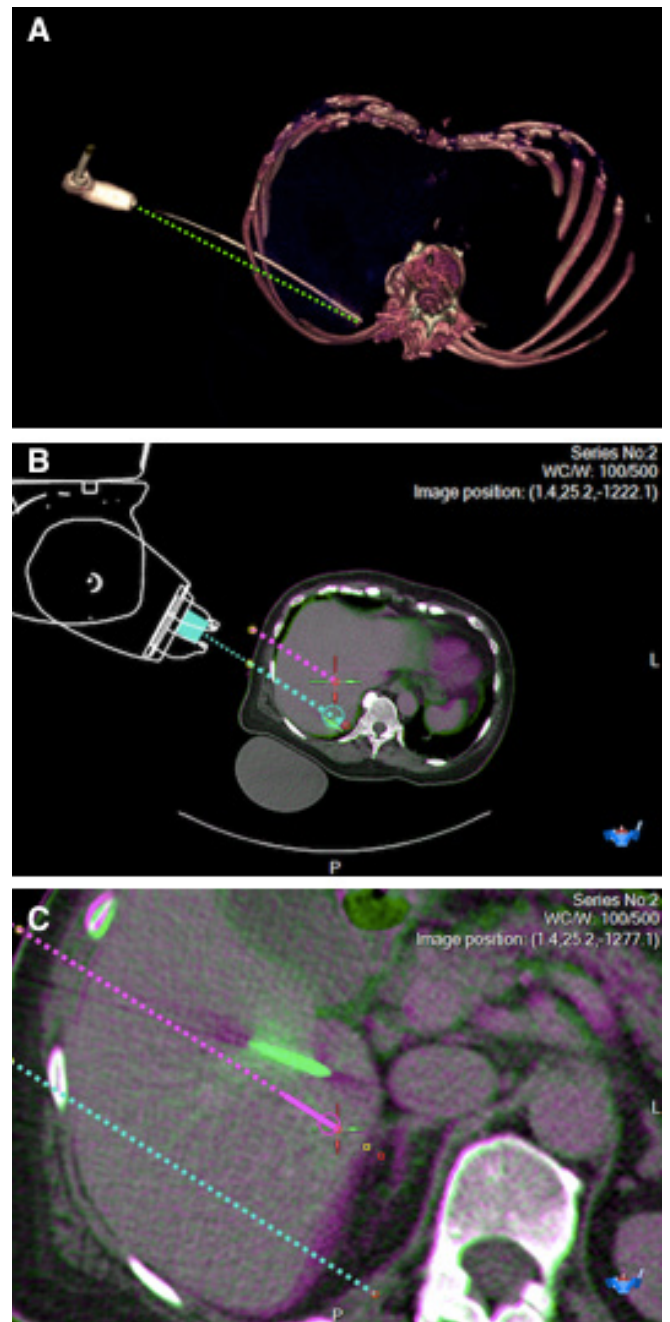 A
L
B
Series No:2
WC/W: 100/500
Image position: (1.4,25.2,-1222.1)
L
P
C
Series No:2
WC/W: 100/500
Image position: (1.4,25.2,-1277.1)
L
P